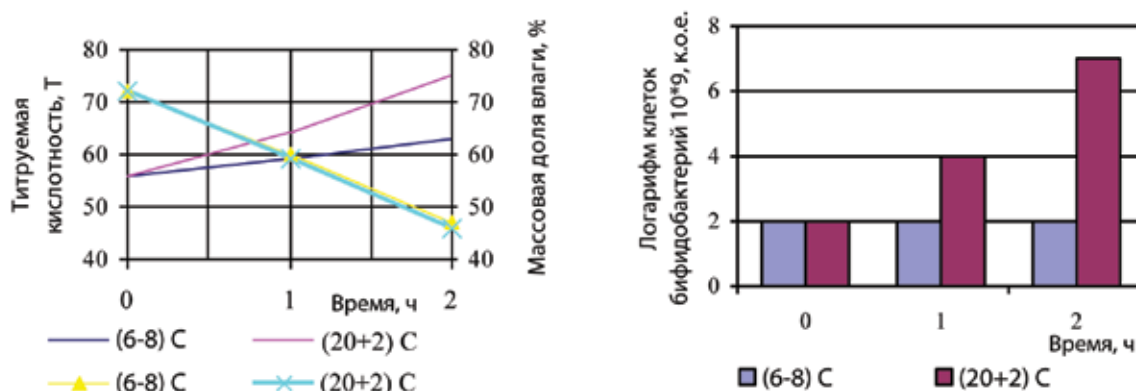 Титруемая
кислотность, Т
80
70
60
50
40
80
70
60
50
40
Массовая доля влаги, %
0
1
2
Время, ч
(6-8) С
(20+2) С
(6-8) С
(20+2) С
Логарифм клеток
бифидобактерий 10*9, к.о.е.
8
6
4
2
0
0
1
2
Время, ч
(6-8) С
(20+2) С